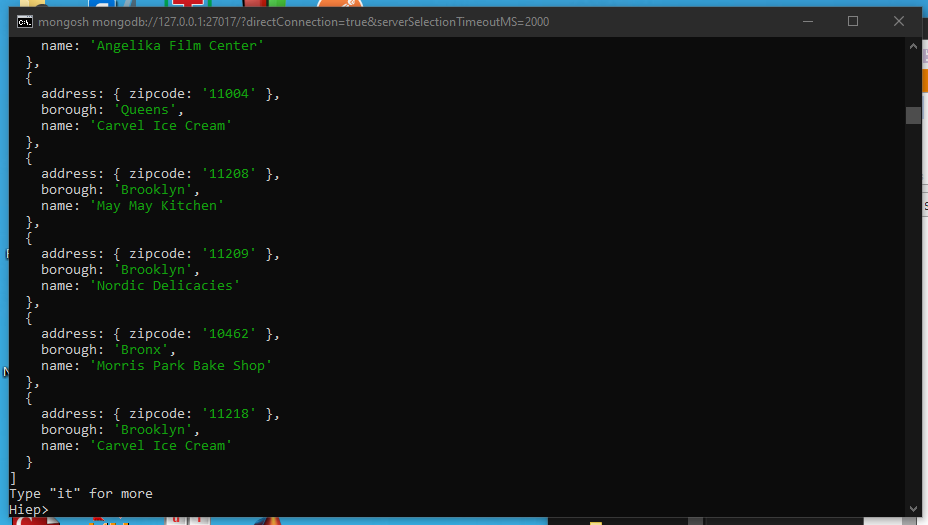 mongosh mongodb://127.0.0.1:27017/?directConnection=true&serverSelectionTimeoutMS=2000
    name: 'Angelika Film Center'
  },
  {
    address: { zipcode: '11004' },
    borough: 'Queens',
    name: 'Carvel Ice Cream'
  },
  {
    address: { zipcode: '11208' },
    borough: 'Brooklyn',
    name: 'May May Kitchen'
  },
  {
    address: { zipcode: '11209' },
    borough: 'Brooklyn',
    name: 'Nordic Delicacies'
  },
  {
    address: { zipcode: '10462' },
    borough: 'Bronx',
    name: 'Morris Park Bake Shop'
  },
  {
    address: { zipcode: '11218' },
    borough: 'Brooklyn',
    name: 'Carvel Ice Cream'
  }
]
Type "it" for more
Hiep>